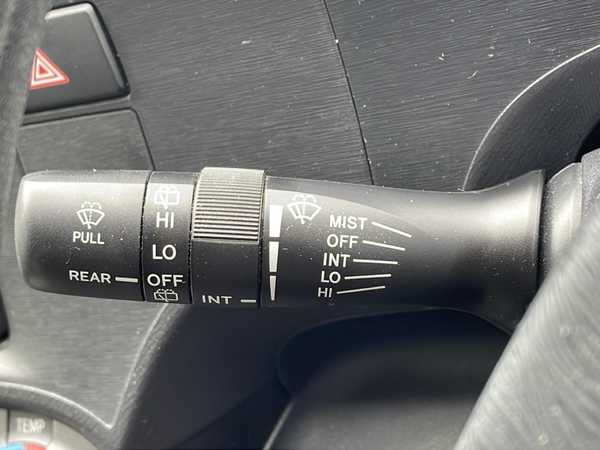 PULL
REAR
HI
LO
OFF
INT
MIST
OFF
INT
LO
HI
TEMP